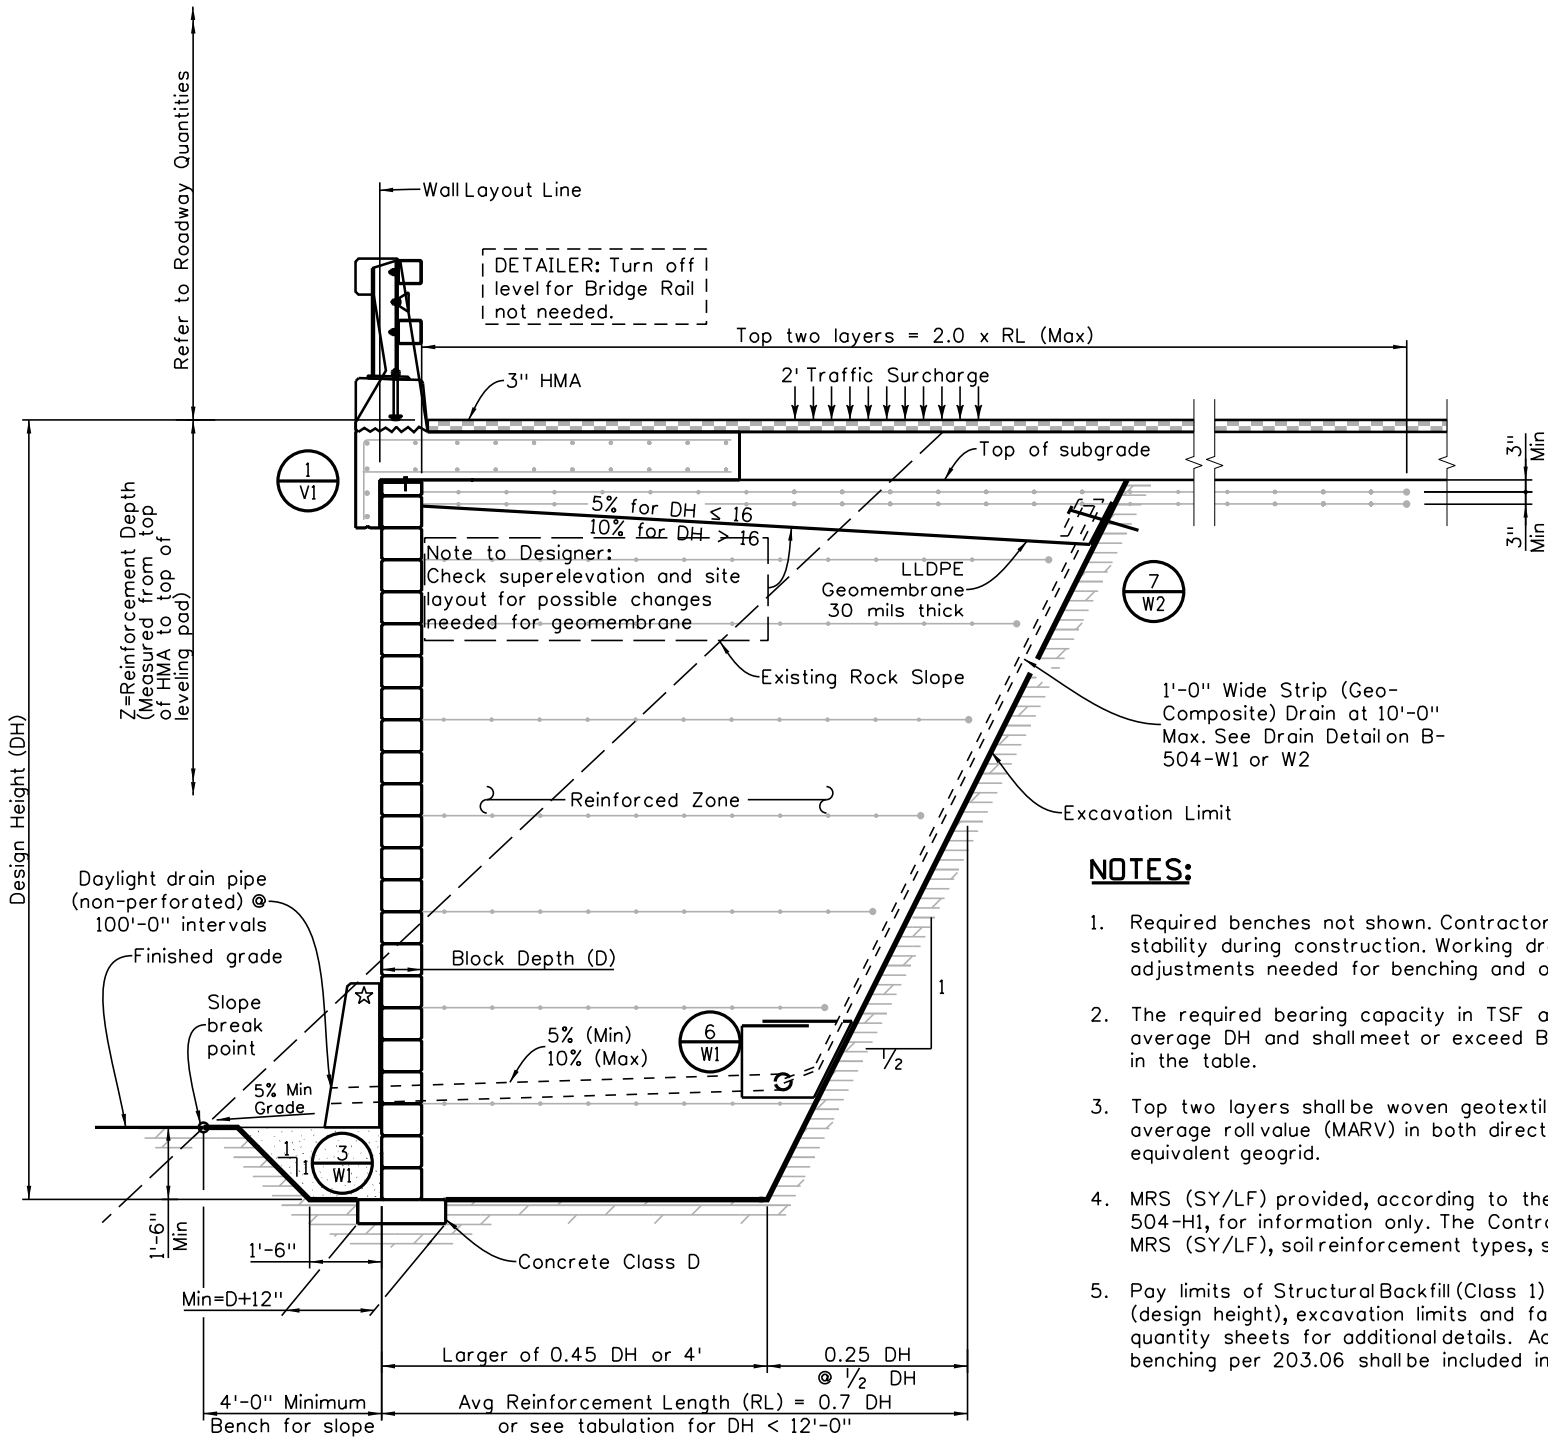 Refer to Roadway Quantities
Wall Layout Line
DETAILER: Turn off
level for Bridge Rail
not needed.
Top two layers = 2.0 x RL (Max)
3" HMA
2' Traffic Surcharge
Top of subgrade
3"
Min
3"
Min
1
V1
5% for DH ≤ 16
10% for DH > 16
Note to Designer:
Check superelevation and site
layout for possible changes
needed for geomembrane
LLDPE
Geomembrane
30 mils thick
7
W2
Z=Reinforcement Depth
(Measured from top
of HMA to top of
leveling pad)
Existing Rock Slope
1'-0" Wide Strip (Geo-
Composite) Drain at 10'-0"
Max. See Drain Detail on B-
504-W1 or W2
Design Height (DH)
Reinforced Zone
Excavation Limit
Daylight drain pipe
(non-perforated) @
100'-0" intervals
Finished grade
Block Depth (D)
Slope
break
point
☆
5% (Min)
10% (Max)
6
W1
1
1/2
5% Min
Grade
1
1
3
W1
1'-6"
Min
1'-6"
Concrete Class D
Min=D+12"
Larger of 0.45 DH or 4'
0.25 DH
@ 1/2 DH
4'-0" Minimum
Bench for slope
Avg Reinforcement Length (RL) = 0.7 DH
or see tabulation for DH < 12'-0"
NOTES:
1. Required benches not shown. Contractor
stability during construction. Working dr
adjustments needed for benching and o
2. The required bearing capacity in TSF a
average DH and shall meet or exceed B
in the table.
3. Top two layers shall be woven geotextil
average roll value (MARV) in both direct
equivalent geogrid.
4. MRS (SY/LF) provided, according to the
504-H1, for information only. The Contr
MRS (SY/LF), soil reinforcement types, s
5. Pay limits of Structural Backfill (Class 1)
(design height), excavation limits and fa
quantity sheets for additional details. Ad
benching per 203.06 shall be included in